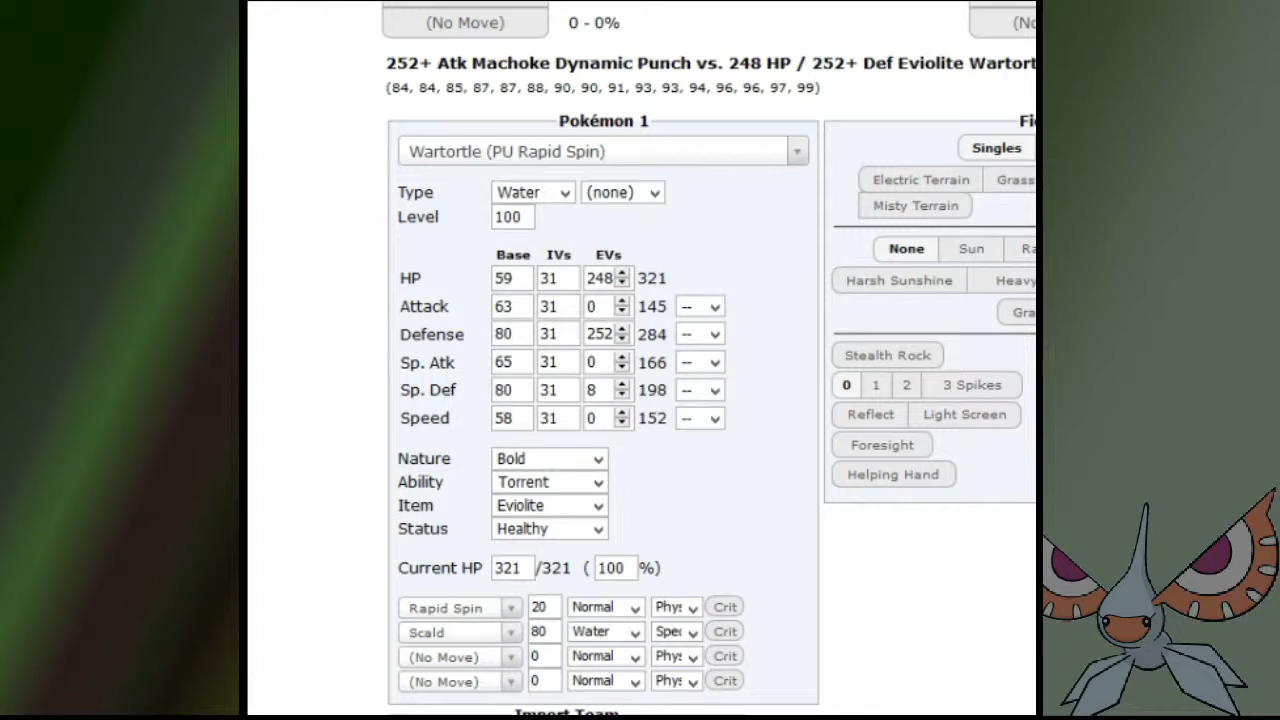 (No Move) 0 - 0%
252+ Atk Machoke Dynamic Punch vs. 248 HP / 252+ Def Eviolite Wartort
(84, 84, 85, 87, 87, 88, 90, 90, 91, 93, 93, 94, 96, 96, 97, 99)
Pokémon 1
Wartortle (PU Rapid Spin)
Type Water (none)
Level 100
Base IVs EVs
HP 59 31 248 321
Attack 63 31 0 145 --
Defense 80 31 252 284 --
Sp. Atk 65 31 0 166 --
Sp. Def 80 31 8 198 --
Speed 58 31 0 152 --
Nature Bold
Ability Torrent
Item Eviolite
Status Healthy
Current HP 321 /321 ( 100 %)
Rapid Spin 20 Normal Phy: Crit
Scald 80 Water Spec Crit
(No Move) 0 Normal Phy: Crit
(No Move) 0 Normal Phy: Crit
Singles
Electric Terrain Grass
Misty Terrain
None Sun Ra
Harsh Sunshine Heavy
Gra
Stealth Rock
0 1 2 3 Spikes
Reflect Light Screen
Foresight
Helping Hand
Import Team